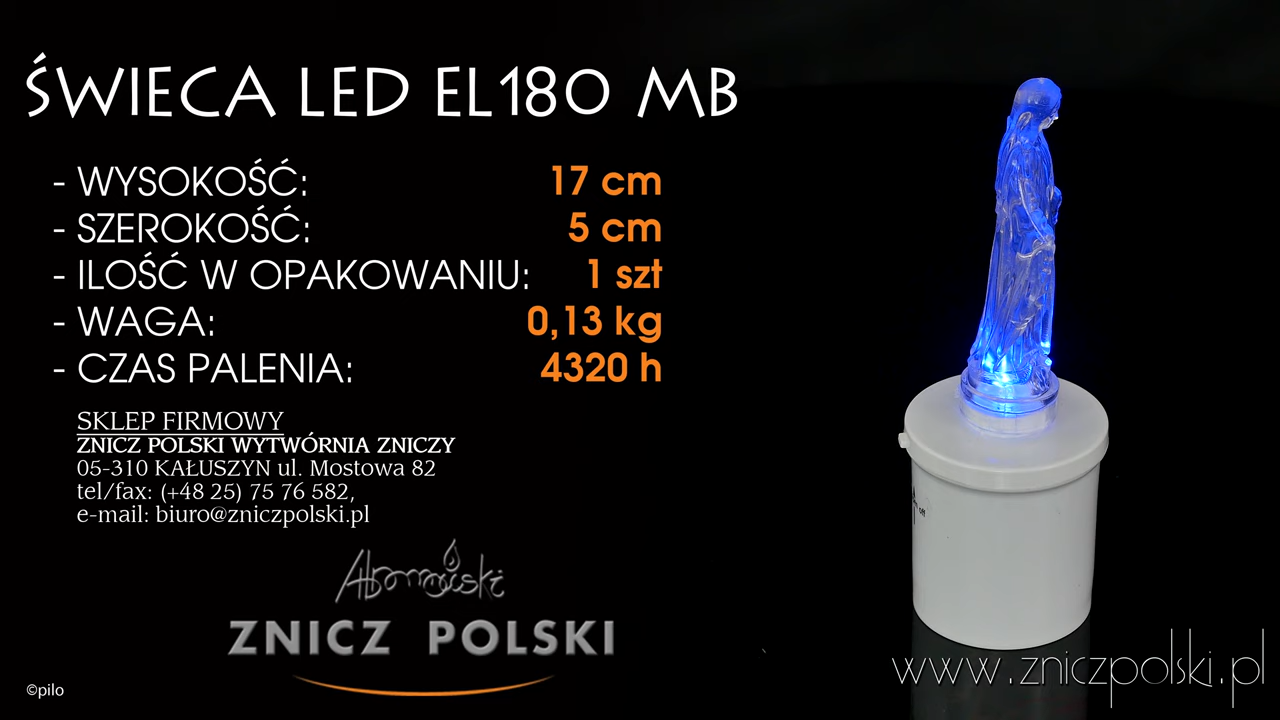 ŚWIECA LED EL180 MB
- WYSOKOŚĆ: 17 cm
- SZEROKOŚĆ: 5 cm
- ILOŚĆ W OPAKOWANIU: 1 szt
- WAGA: 0,13 kg
- CZAS PALENIA: 4320 h
SKLEP FIRMOWY
ZNICZ POLSKI WYTWÓRNIA ZNICZY
05-310 KAŁUSZYN ul. Mostowa 82
tel/fax: (+48 25) 75 76 582,
e-mail: biuro@zniczpolski.pl
ZNICZ POLSKI
©pilo
off
www.zniczpolski.pl